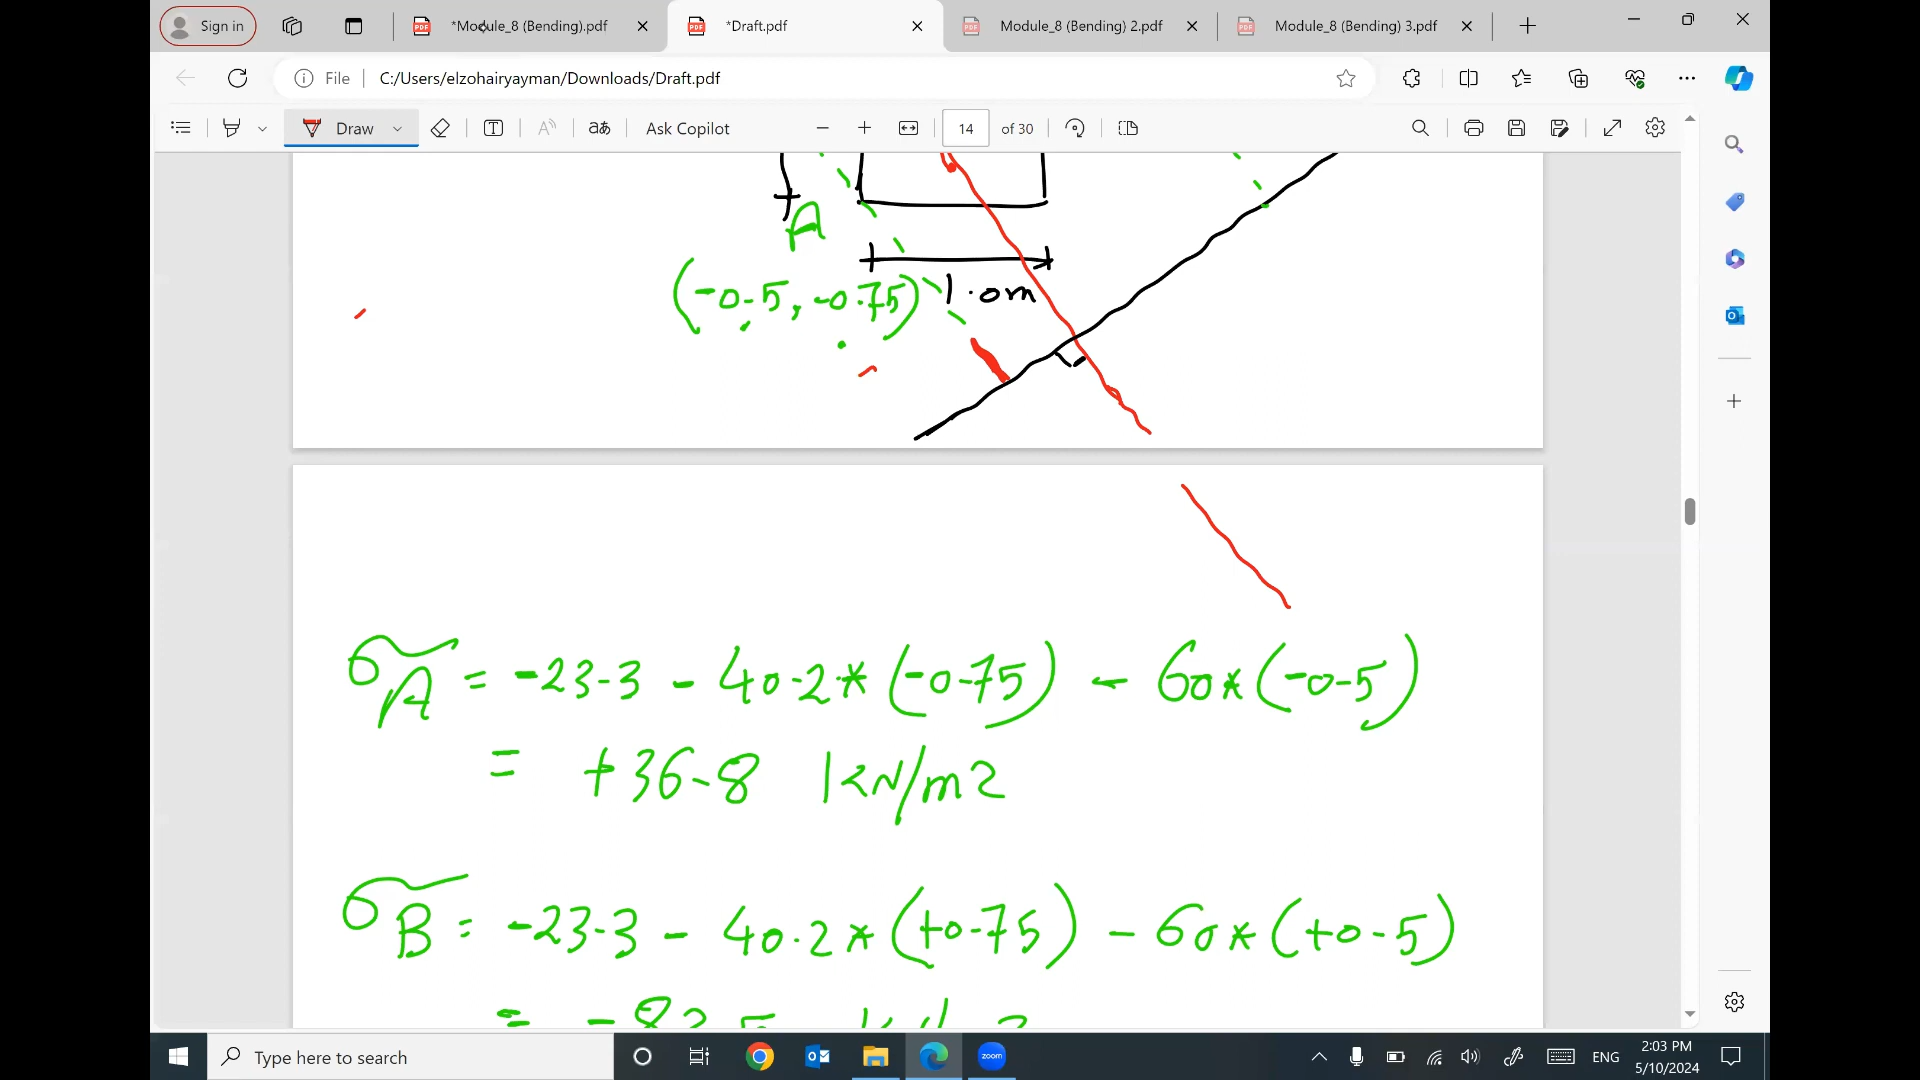 Sign in
*Module_8 (Bending).pdf
*Draft.pdf
Module_8 (Bending) 2.pdf
Module_8 (Bending) 3.pdf
File
C:/Users/elzohairyayman/Downloads/Draft.pdf
Draw
Ask Copilot
14 of 30
A
(-0.5, -0.75)
1.0m
σA = -23.3 - 40.2*(-0.75) - 60*(-0.5)
= +36.8 kN/m2
σB = -23.3 - 40.2*(+0.75) - 60*(+0.5)
Type here to search
zoom
ENG
2:03 PM
5/10/2024